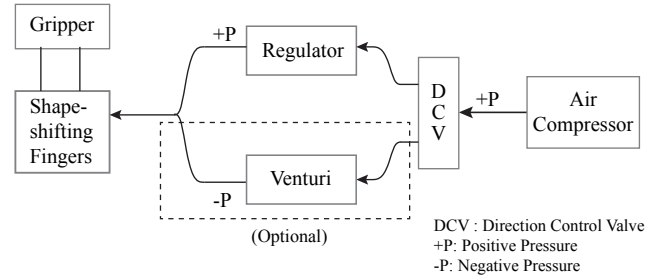 Gripper
Shape-
shifting
Fingers
+P
Regulator
D
C
V
+P
Air
Compressor
-P
Venturi
(Optional)
DCV : Direction Control Valve
+P: Positive Pressure
-P: Negative Pressure